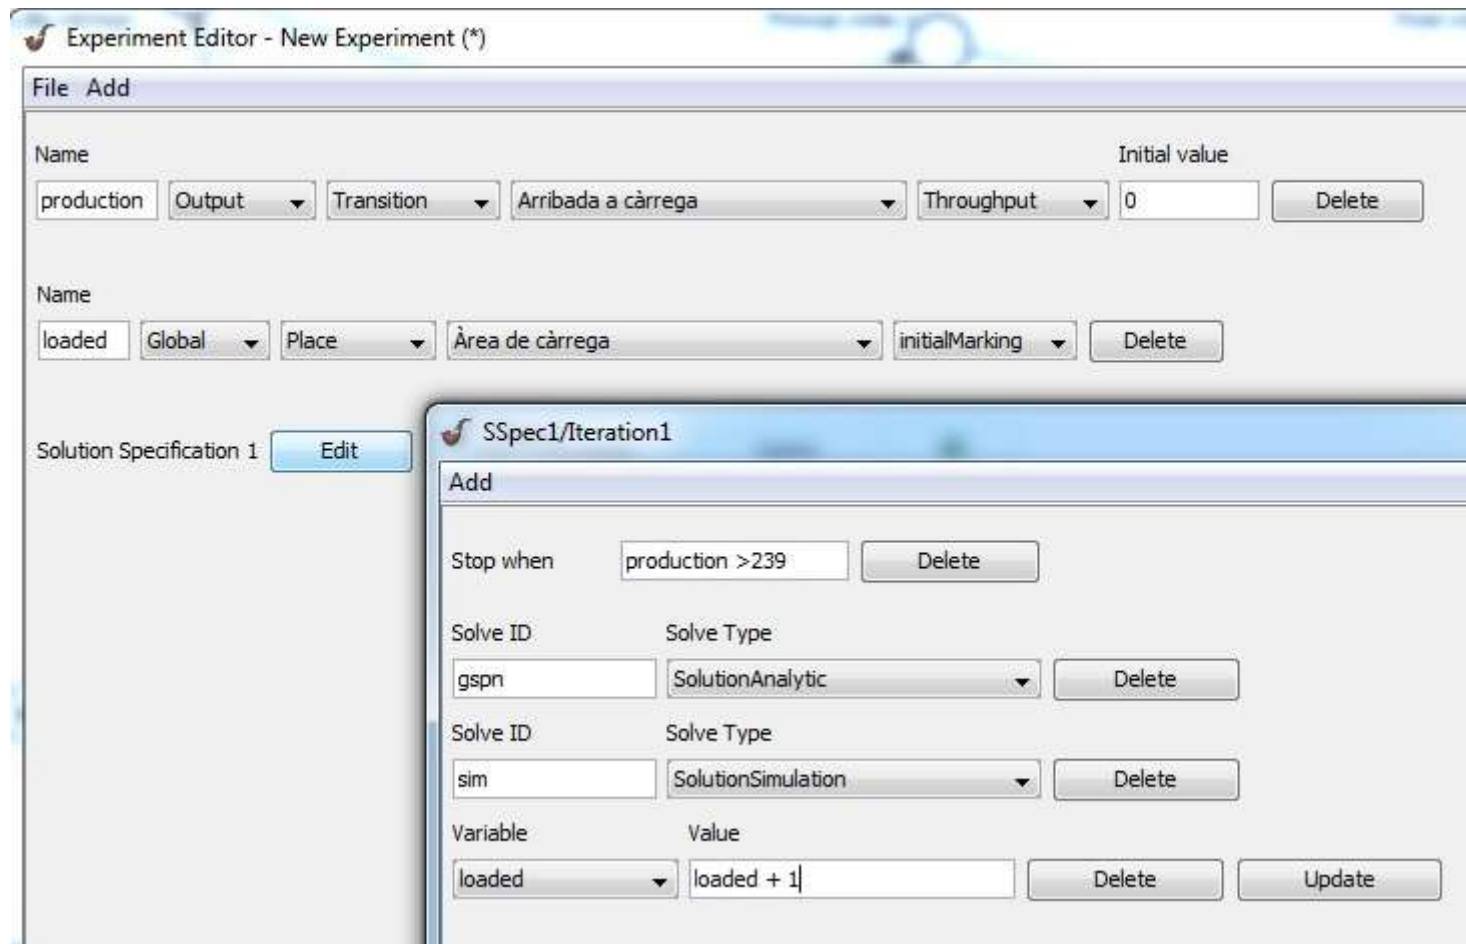 Experiment Editor - New Experiment (*)
File Add
Name Initial value
production Output Transition Arribada a càrrega Throughput 0 Delete
Name
loaded Global Place Àrea de càrrega initialMarking Delete
Solution Specification 1 Edit
SSpec1/Iteration1
Add
Stop when production >239 Delete
Solve ID Solve Type
gspn SolutionAnalytic Delete
Solve ID Solve Type
sim SolutionSimulation Delete
Variable Value
loaded loaded + 1 Delete Update